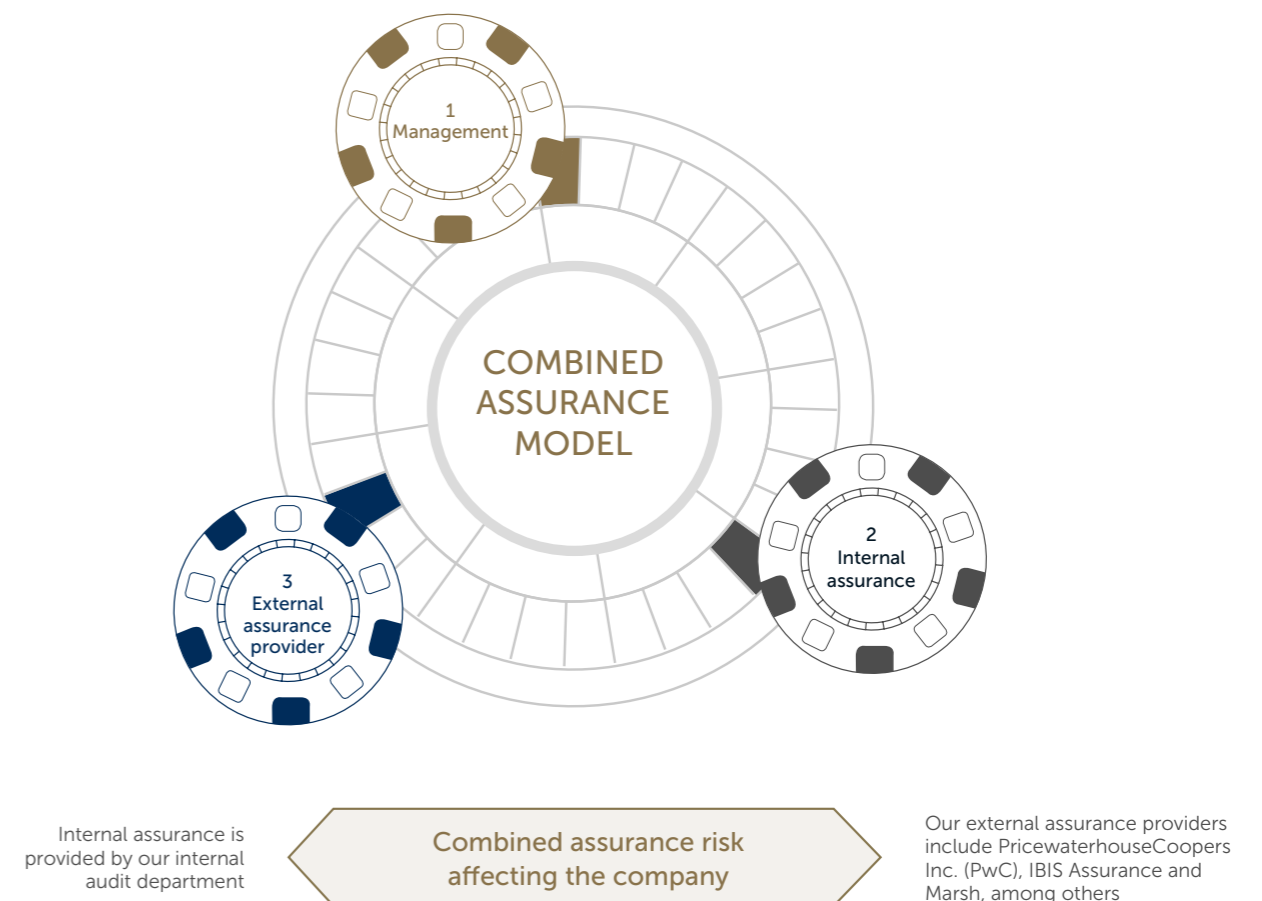 1
Management
COMBINED
ASSURANCE
MODEL
2
Internal
assurance
3
External
assurance
provider
Internal assurance is
provided by our internal
audit department
Combined assurance risk
affecting the company
Our external assurance providers
include PricewaterhouseCoopers
Inc. (PwC), IBIS Assurance and
Marsh, among others